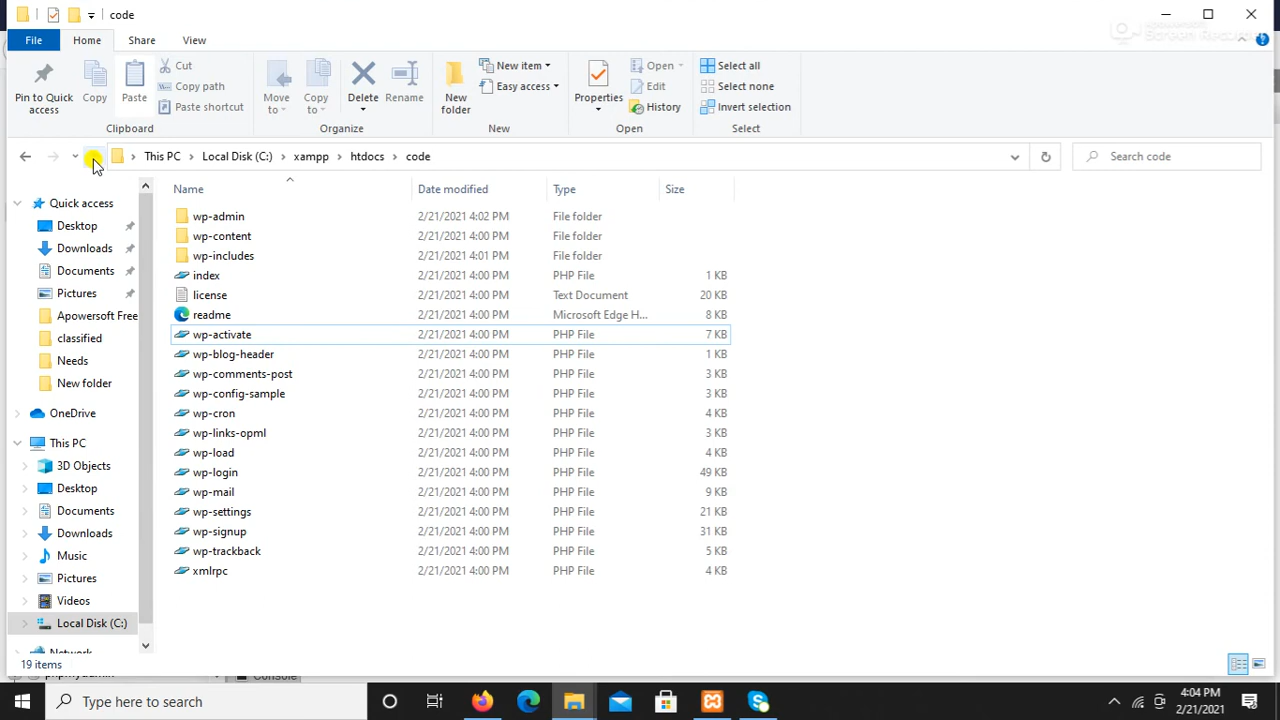 code
File Home Share View
Apowersoft
Screen Recorder
Pin to Quick access
Copy
Paste
Cut
Copy path
Paste shortcut
Clipboard
Move to
Copy to
Delete
Rename
Organize
New folder
New item
Easy access
New
Properties
Open
Edit
History
Open
Select all
Select none
Invert selection
Select
This PC > Local Disk (C:) > xampp > htdocs > code
Search code
Name Date modified Type Size
Quick access
Desktop
Downloads
Documents
Pictures
Apowersoft Free
classified
Needs
New folder
OneDrive
This PC
3D Objects
Desktop
Documents
Downloads
Music
Pictures
Videos
Local Disk (C:)
Network
wp-admin 2/21/2021 4:02 PM File folder
wp-content 2/21/2021 4:00 PM File folder
wp-includes 2/21/2021 4:01 PM File folder
index 2/21/2021 4:00 PM PHP File 1 KB
license 2/21/2021 4:00 PM Text Document 20 KB
readme 2/21/2021 4:00 PM Microsoft Edge H... 8 KB
wp-activate 2/21/2021 4:00 PM PHP File 7 KB
wp-blog-header 2/21/2021 4:00 PM PHP File 1 KB
wp-comments-post 2/21/2021 4:00 PM PHP File 3 KB
wp-config-sample 2/21/2021 4:00 PM PHP File 3 KB
wp-cron 2/21/2021 4:00 PM PHP File 4 KB
wp-links-opml 2/21/2021 4:00 PM PHP File 3 KB
wp-load 2/21/2021 4:00 PM PHP File 4 KB
wp-login 2/21/2021 4:00 PM PHP File 49 KB
wp-mail 2/21/2021 4:00 PM PHP File 9 KB
wp-settings 2/21/2021 4:00 PM PHP File 21 KB
wp-signup 2/21/2021 4:00 PM PHP File 31 KB
wp-trackback 2/21/2021 4:00 PM PHP File 5 KB
xmlrpc 2/21/2021 4:00 PM PHP File 4 KB
19 items
phpmyadmin
Console
Type here to search
4:04 PM
2/21/2021